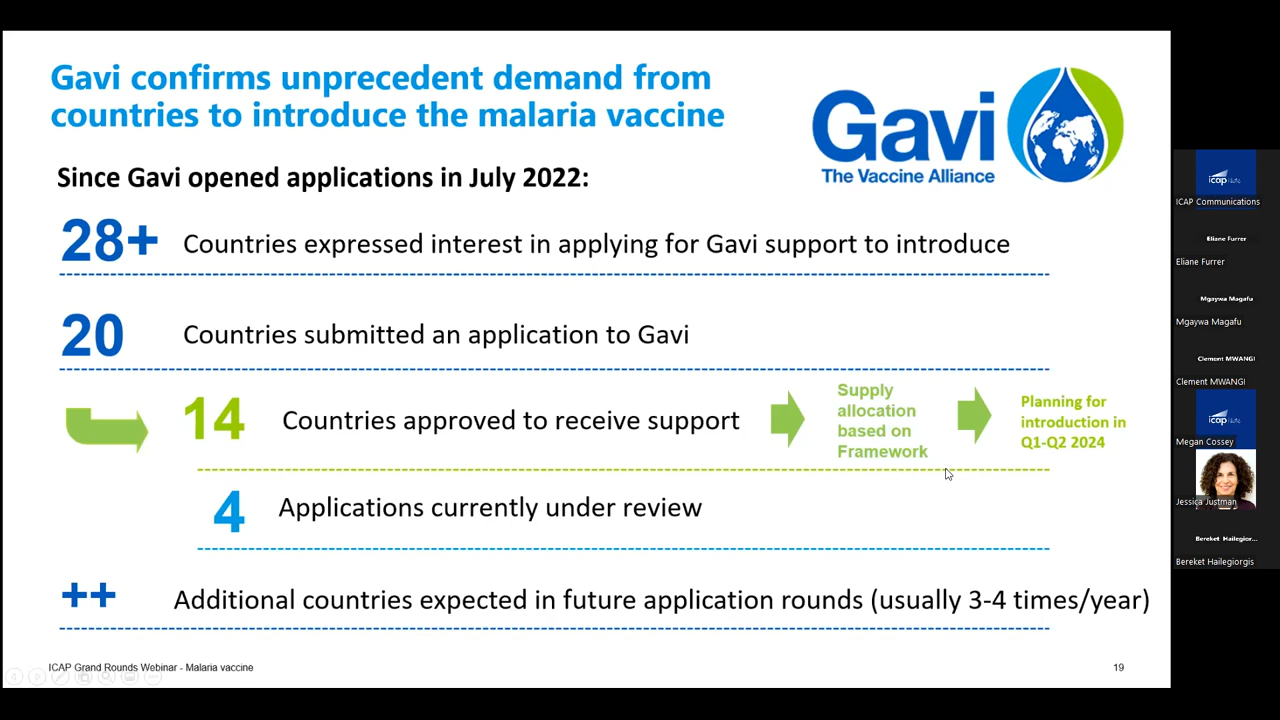 Gavi confirms unprecedent demand from
countries to introduce the malaria vaccine
Gavi
The Vaccine Alliance
Since Gavi opened applications in July 2022:
28+ Countries expressed interest in applying for Gavi support to introduce
20 Countries submitted an application to Gavi
14 Countries approved to receive support
Supply
allocation
based on
Framework
Planning for
introduction in
Q1-Q2 2024
4 Applications currently under review
++ Additional countries expected in future application rounds (usually 3-4 times/year)
ICAP Grand Rounds Webinar - Malaria vaccine
19
icap
ICAP Communications
Eliane Furrer
Eliane Furrer
Mgaywa Magafu
Mgaywa Magafu
Clement MWANGI
Clement MWANGI
icap
Megan Cossey
Jessica Justman
Bereket Hailegior...
Bereket Hailegiorgis